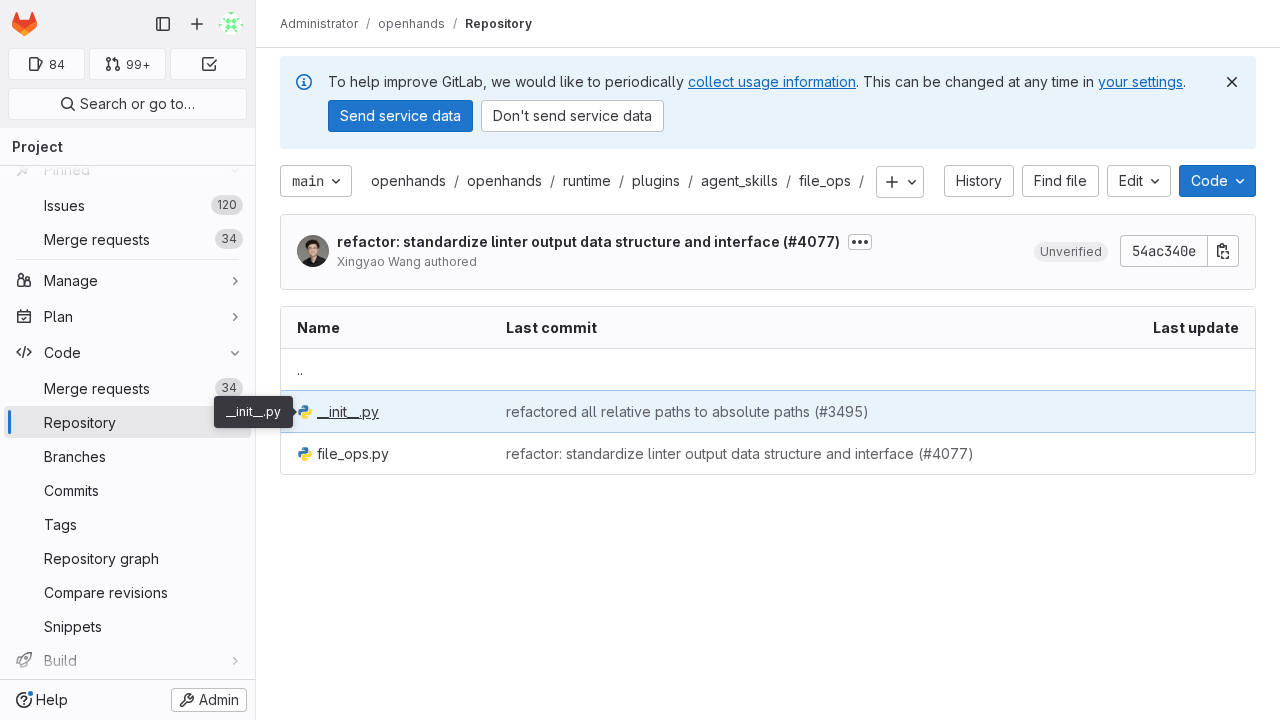 84
99+
Search or go to…
Project
Pinned
Issues 120
Merge requests 34
Manage
Plan
Code
Merge requests 34
Repository
Branches
Commits
Tags
Repository graph
Compare revisions
Snippets
Build
Help
Admin
Administrator / openhands / Repository
To help improve GitLab, we would like to periodically collect usage information. This can be changed at any time in your settings.
Send service data Don't send service data
main openhands / openhands / runtime / plugins / agent_skills / file_ops / History Find file Edit Code
refactor: standardize linter output data structure and interface (#4077)
Xingyao Wang authored
Unverified 54ac340e
Name Last commit Last update
..
__init__.py
__init__.py refactored all relative paths to absolute paths (#3495)
file_ops.py refactor: standardize linter output data structure and interface (#4077)